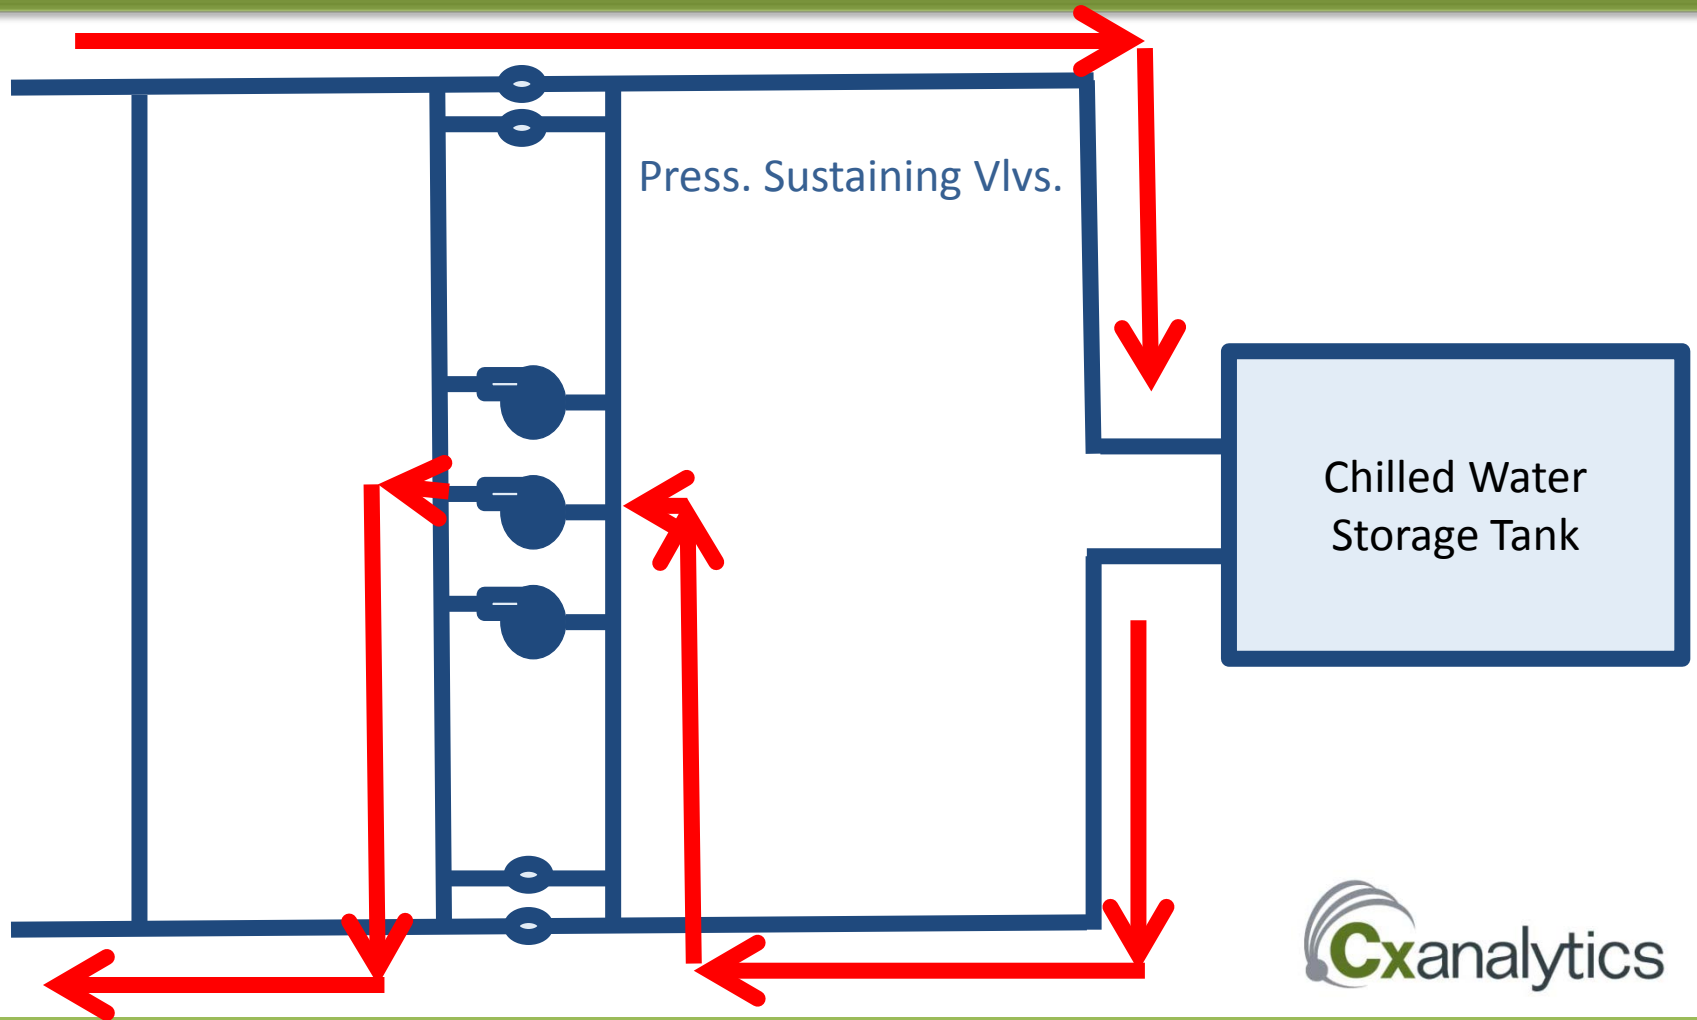 Press. Sustaining Vlvs.
Chilled Water
Storage Tank
Cxanalytics